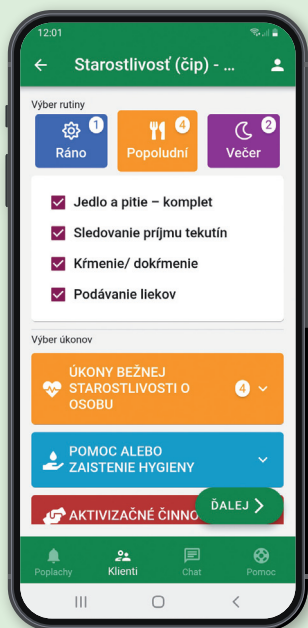 12:01
Starostlivosť (čip) - ...
Výber rutiny
1
Ráno
4
Popoludní
2
Večer
Jedlo a pitie – komplet
Sledovanie príjmu tekutín
Kŕmenie/ dokŕmenie
Podávanie liekov
Výber úkonov
ÚKONY BEŽNEJ
STAROSTLIVOSTI O
OSOBU
4
POMOC ALEBO
ZAISTENIE HYGIENY
AKTIVIZAČNÉ ČINNO
ĎALEJ
Poplachy
Klienti
Chat
Pomoc